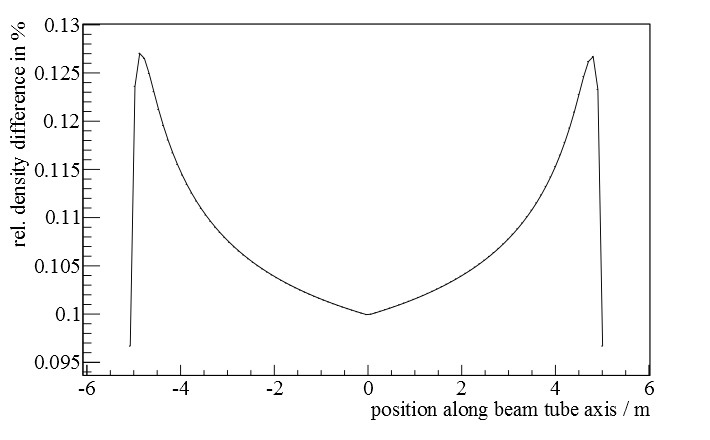 rel. density difference in %
0.13
0.125
0.12
0.115
0.11
0.105
0.1
0.095
-6 -4 -2 0 2 4 6
position along beam tube axis / m